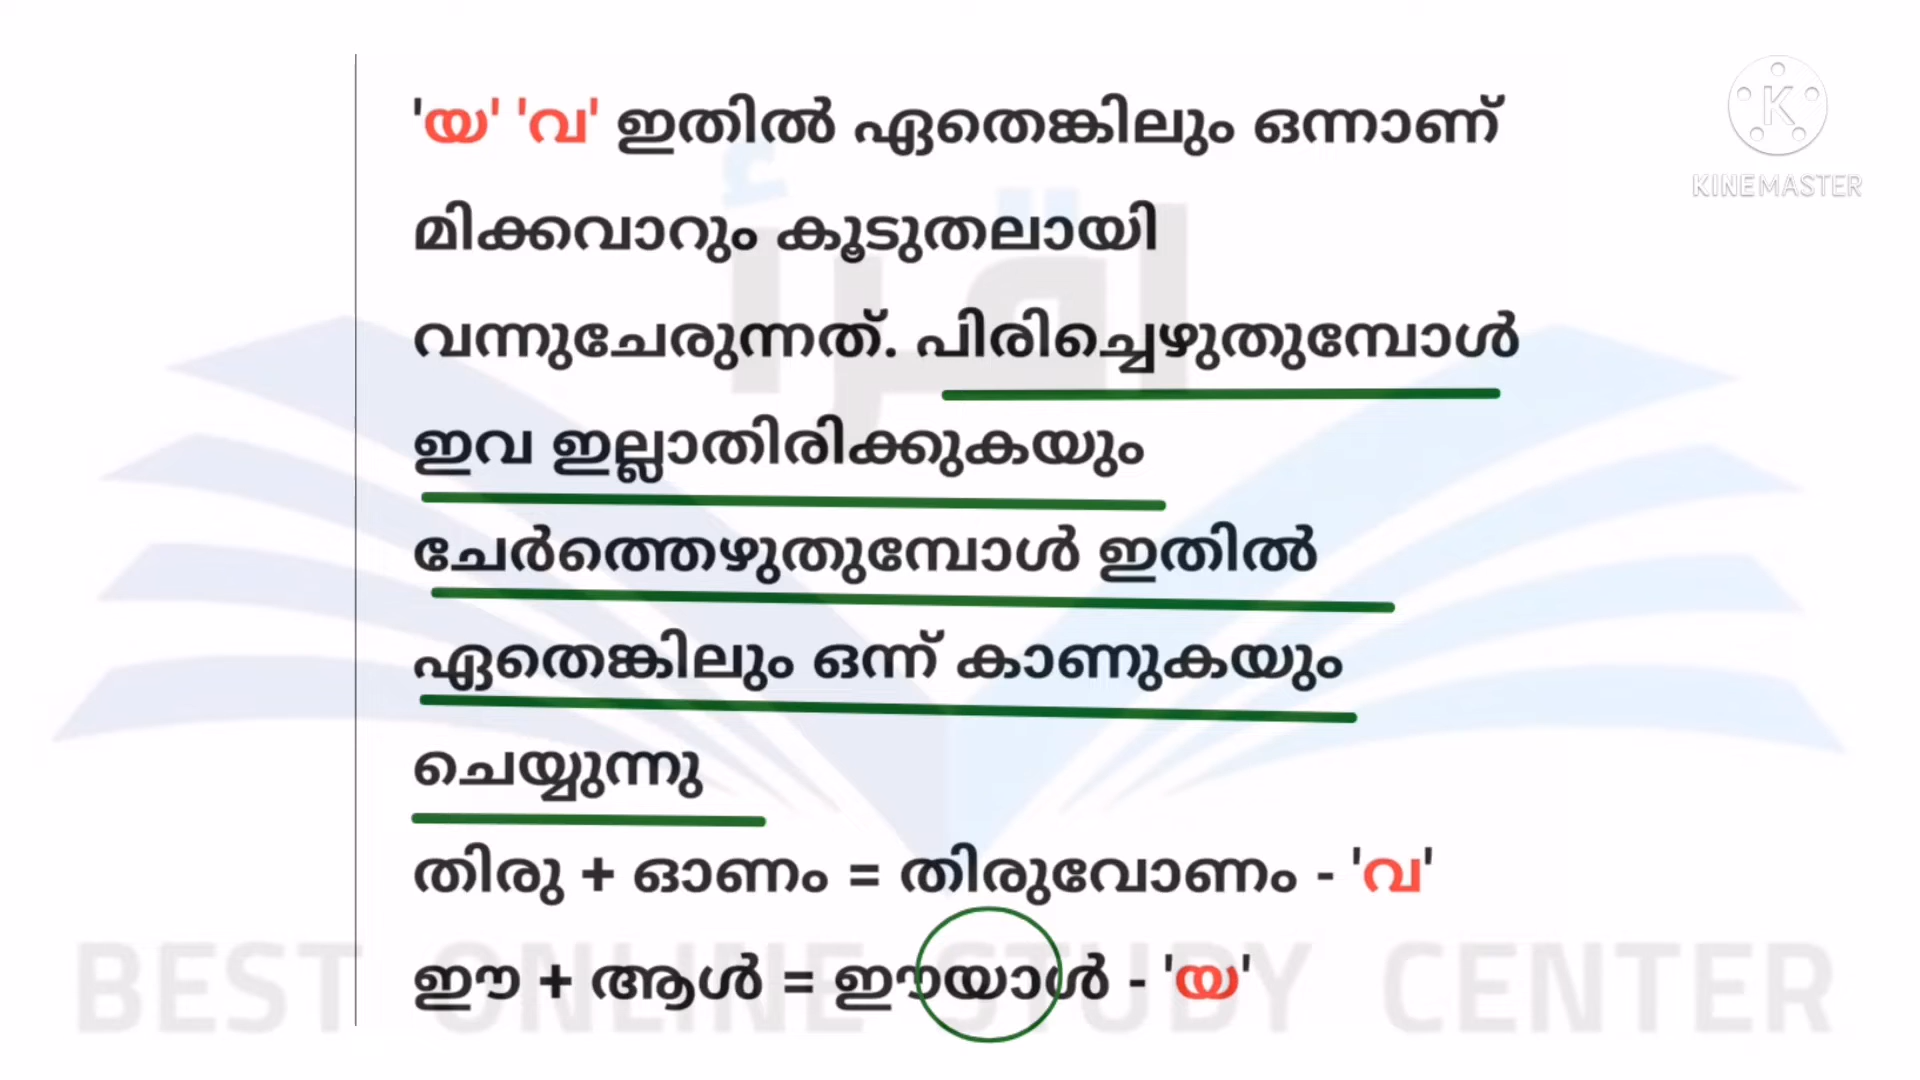 'യ' 'വ' ഇതിൽ ഏതെങ്കിലും ഒന്നാണ്
മിക്കവാറും കൂടുതലായി
വന്നുചേരുന്നത്. പിരിച്ചെഴുതുമ്പോൾ
ഇവ ഇല്ലാതിരിക്കുകയും
ചേർത്തെഴുതുമ്പോൾ ഇതിൽ
ഏതെങ്കിലും ഒന്ന് കാണുകയും
ചെയ്യുന്നു
തിരു + ഓണം = തിരുവോണം - 'വ'
ഈ + ആൾ = ഈയാൾ - 'യ'
K
KINEMASTER
اقرأ
BEST ONLINE STUDY CENTER